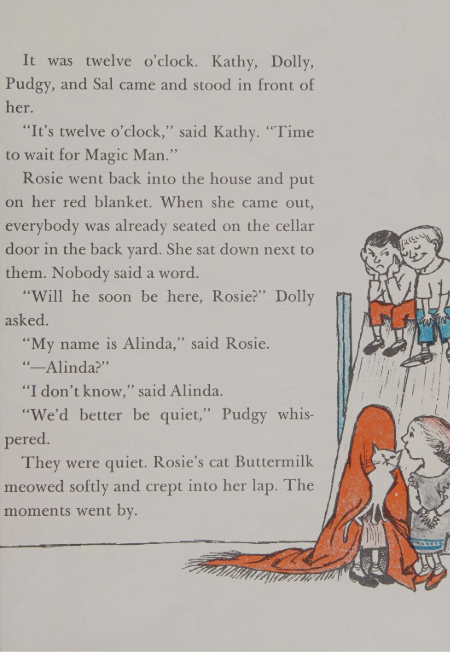 It was twelve o'clock. Kathy, Dolly,
Pudgy, and Sal came and stood in front of
her.
"It's twelve o'clock," said Kathy. "Time
to wait for Magic Man."
Rosie went back into the house and put
on her red blanket. When she came out,
everybody was already seated on the cellar
door in the back yard. She sat down next to
them. Nobody said a word.
"Will he soon be here, Rosie?" Dolly
asked.
"My name is Alinda," said Rosie.
"—Alinda?"
"I don't know," said Alinda.
"We'd better be quiet," Pudgy whis-
pered.
They were quiet. Rosie's cat Buttermilk
meowed softly and crept into her lap. The
moments went by.